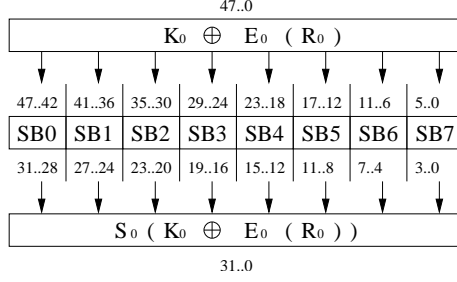 47..0
K₀ ⊕ E₀ ( R₀ )
47..42 41..36 35..30 29..24 23..18 17..12 11..6 5..0
SB0 SB1 SB2 SB3 SB4 SB5 SB6 SB7
31..28 27..24 23..20 19..16 15..12 11..8 7..4 3..0
S₀ ( K₀ ⊕ E₀ ( R₀ ) )
31..0